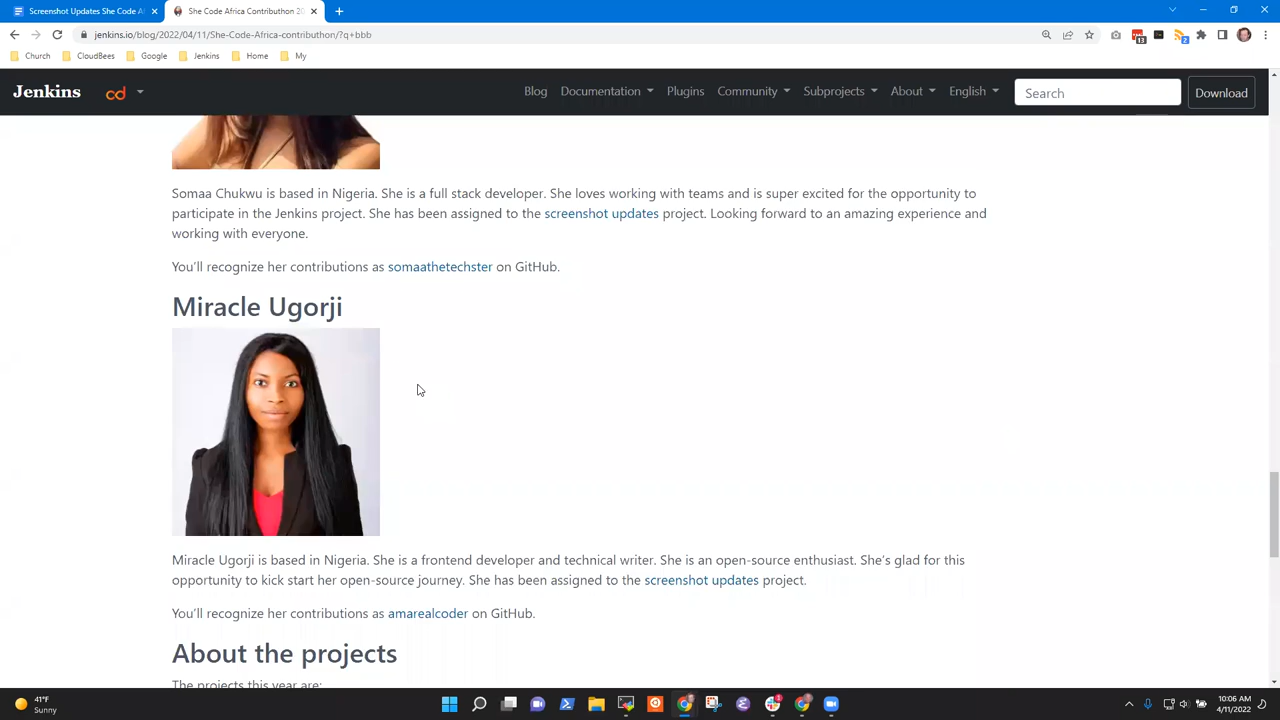 Screenshot Updates She Code Af
She Code Africa Contributhon 20
jenkins.io/blog/2022/04/11/She-Code-Africa-contributhon/?q+bbb
13
2
Church
CloudBees
Google
Jenkins
Home
My
Jenkins
cd
Blog
Documentation
Plugins
Community
Subprojects
About
English
Search
Download
Somaa Chukwu is based in Nigeria. She is a full stack developer. She loves working with teams and is super excited for the opportunity to
participate in the Jenkins project. She has been assigned to the screenshot updates project. Looking forward to an amazing experience and
working with everyone.
You'll recognize her contributions as somaathetechster on GitHub.
Miracle Ugorji
Miracle Ugorji is based in Nigeria. She is a frontend developer and technical writer. She is an open-source enthusiast. She's glad for this
opportunity to kick start her open-source journey. She has been assigned to the screenshot updates project.
You'll recognize her contributions as amarealcoder on GitHub.
About the projects
The projects this year are:
41°F
Sunny
10:06 AM
4/11/2022